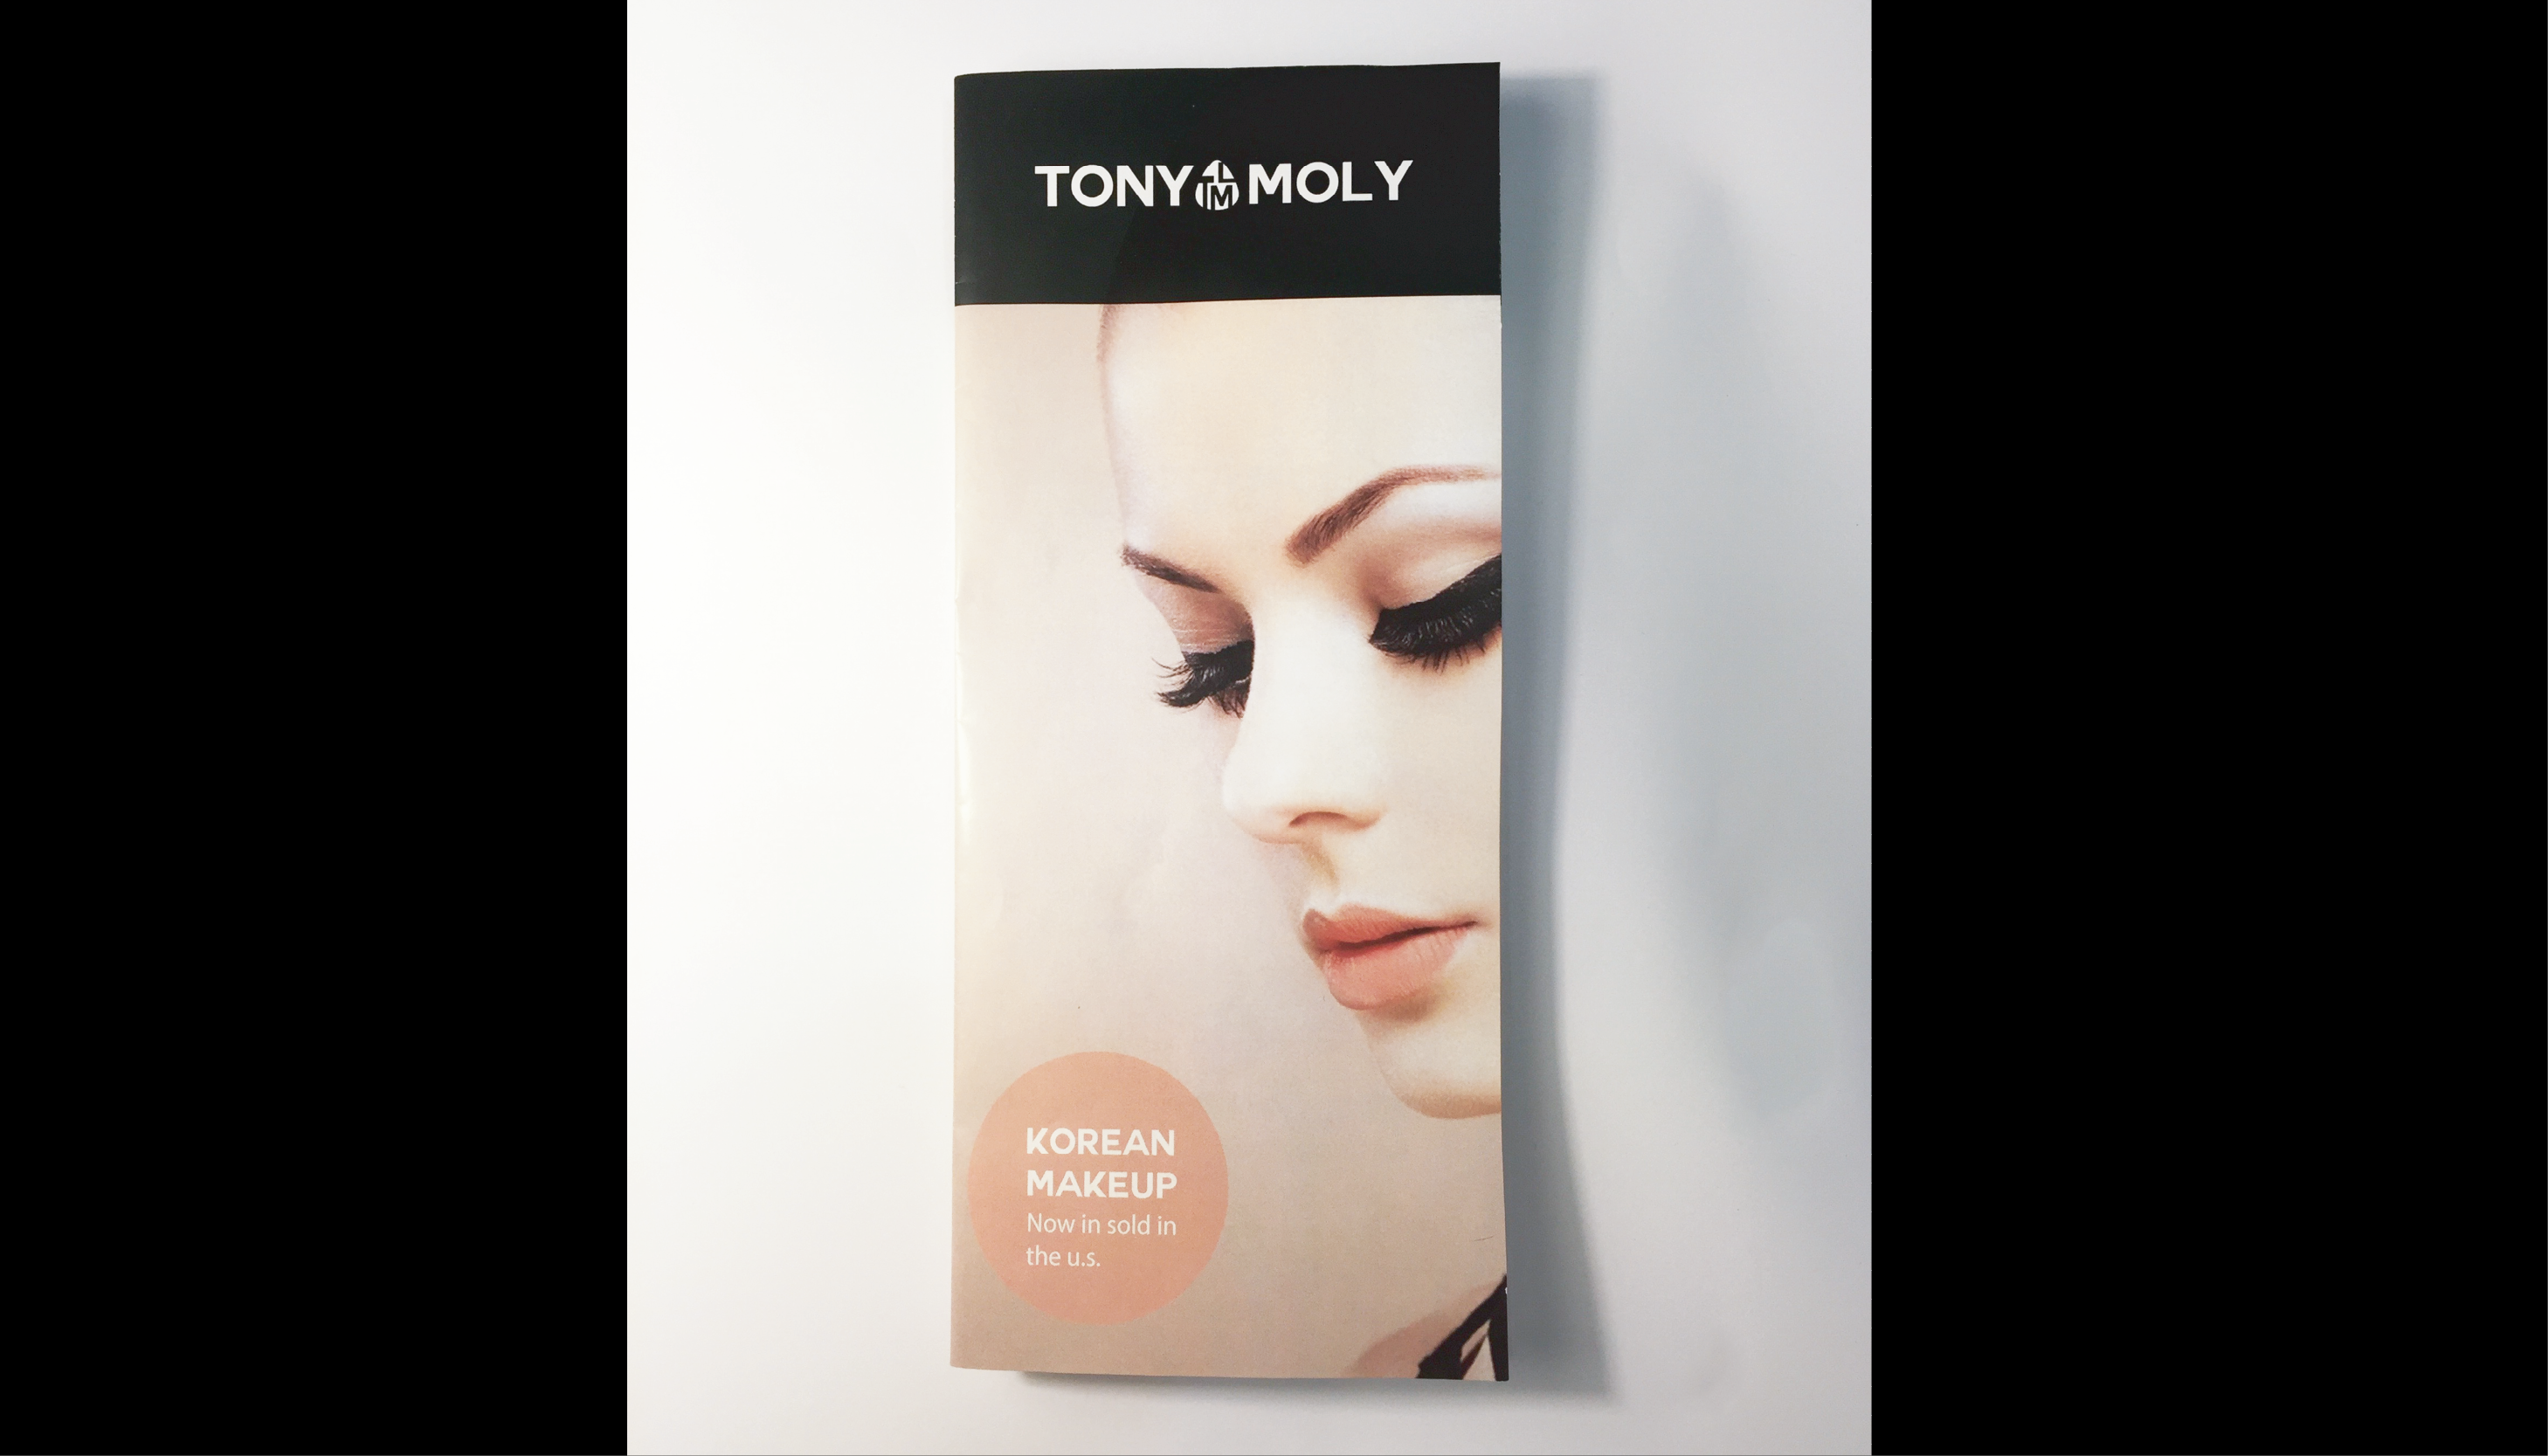 TONY MOLY
KOREAN
MAKEUP
Now in sold in
the u.s.